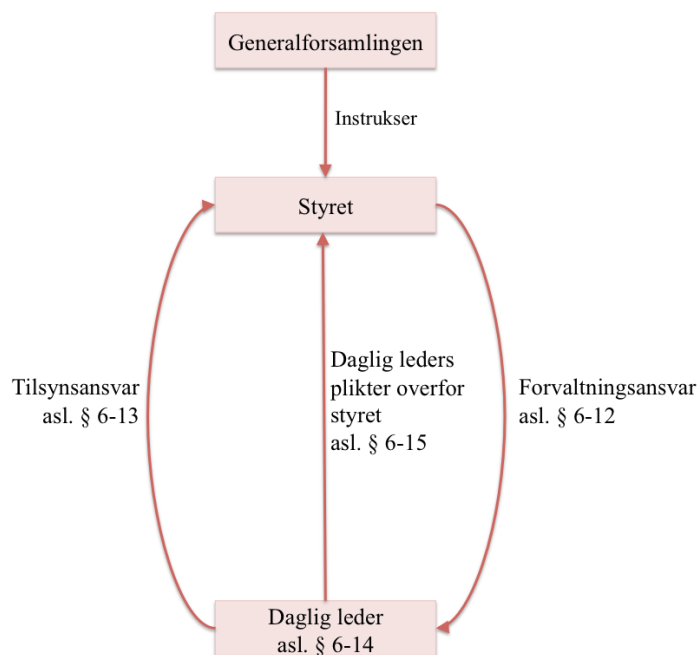 Generalforsamlingen
Instrukser
Styret
Tilsynsansvar
asl. § 6-13
Daglig leders
plikter overfor
styret
asl. § 6-15
Forvaltningsansvar
asl. § 6-12
Daglig leder
asl. § 6-14